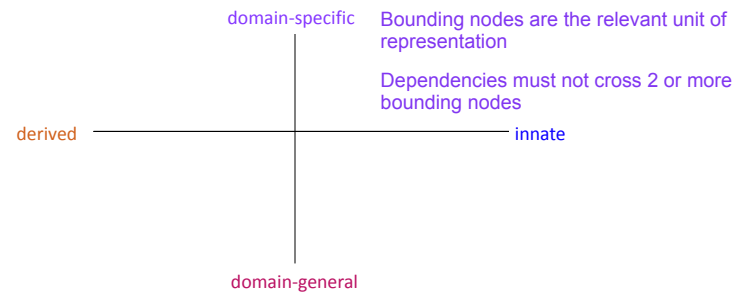 domain-specific
Bounding nodes are the relevant unit of
representation
Dependencies must not cross 2 or more
bounding nodes
derived
innate
domain-general